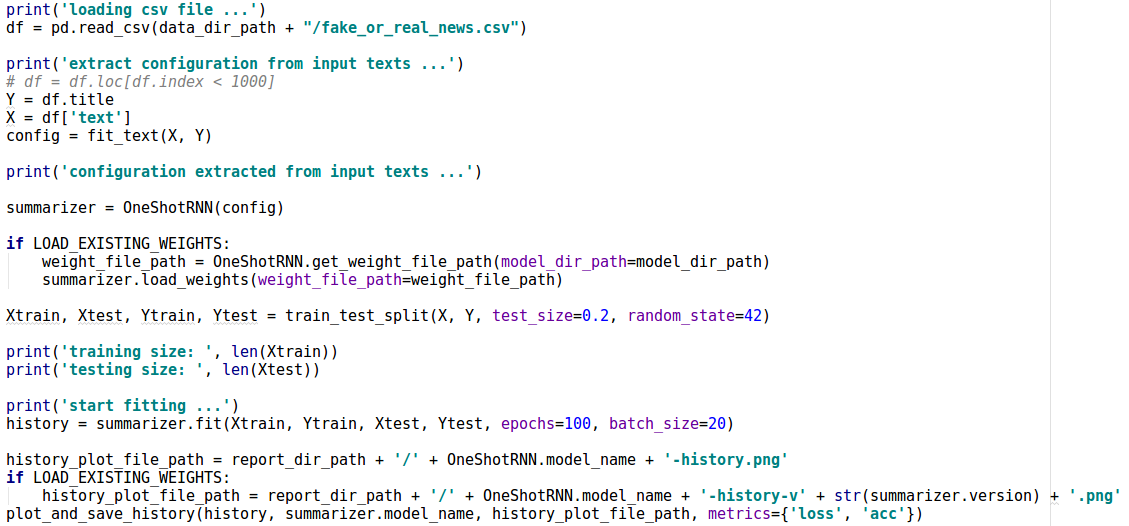 print('loading csv file ...')
df = pd.read_csv(data_dir_path + "/fake_or_real_news.csv")
print('extract configuration from input texts ...')
# df = df.loc[df.index < 1000]
Y = df.title
X = df['text']
config = fit_text(X, Y)
print('configuration extracted from input texts ...')
summarizer = OneShotRNN(config)
if LOAD_EXISTING_WEIGHTS:
    weight_file_path = OneShotRNN.get_weight_file_path(model_dir_path=model_dir_path)
    summarizer.load_weights(weight_file_path=weight_file_path)
Xtrain, Xtest, Ytrain, Ytest = train_test_split(X, Y, test_size=0.2, random_state=42)
print('training size: ', len(Xtrain))
print('testing size: ', len(Xtest))
print('start fitting ...')
history = summarizer.fit(Xtrain, Ytrain, Xtest, Ytest, epochs=100, batch_size=20)
history_plot_file_path = report_dir_path + '/' + OneShotRNN.model_name + '-history.png'
if LOAD_EXISTING_WEIGHTS:
    history_plot_file_path = report_dir_path + '/' + OneShotRNN.model_name + '-history-v' + str(summarizer.version) + '.png'
plot_and_save_history(history, summarizer.model_name, history_plot_file_path, metrics={'loss', 'acc'})